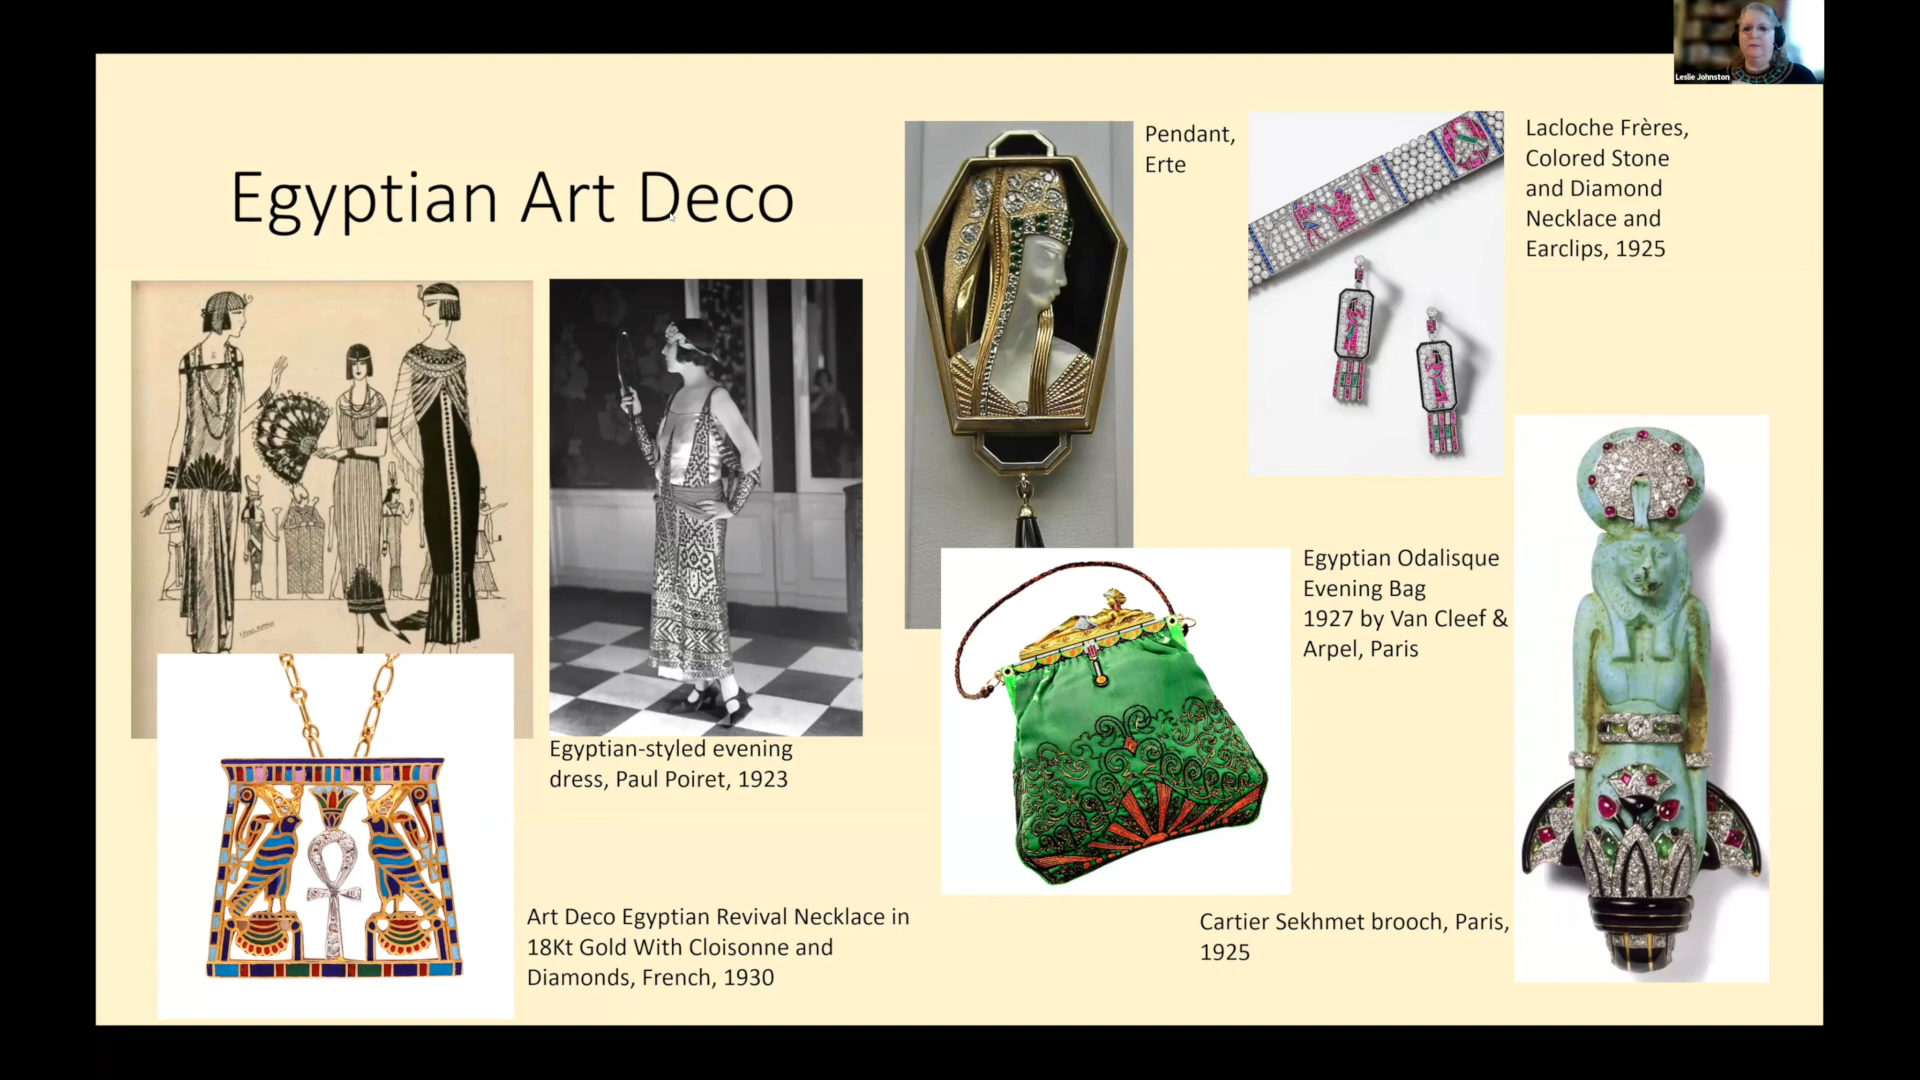 Leslie Johnston
Egyptian Art Deco
Pendant,
Erte
Lacloche Frères,
Colored Stone
and Diamond
Necklace and
Earclips, 1925
Egyptian-styled evening
dress, Paul Poiret, 1923
Egyptian Odalisque
Evening Bag
1927 by Van Cleef &
Arpel, Paris
Art Deco Egyptian Revival Necklace in
18Kt Gold With Cloisonne and
Diamonds, French, 1930
Cartier Sekhmet brooch, Paris,
1925